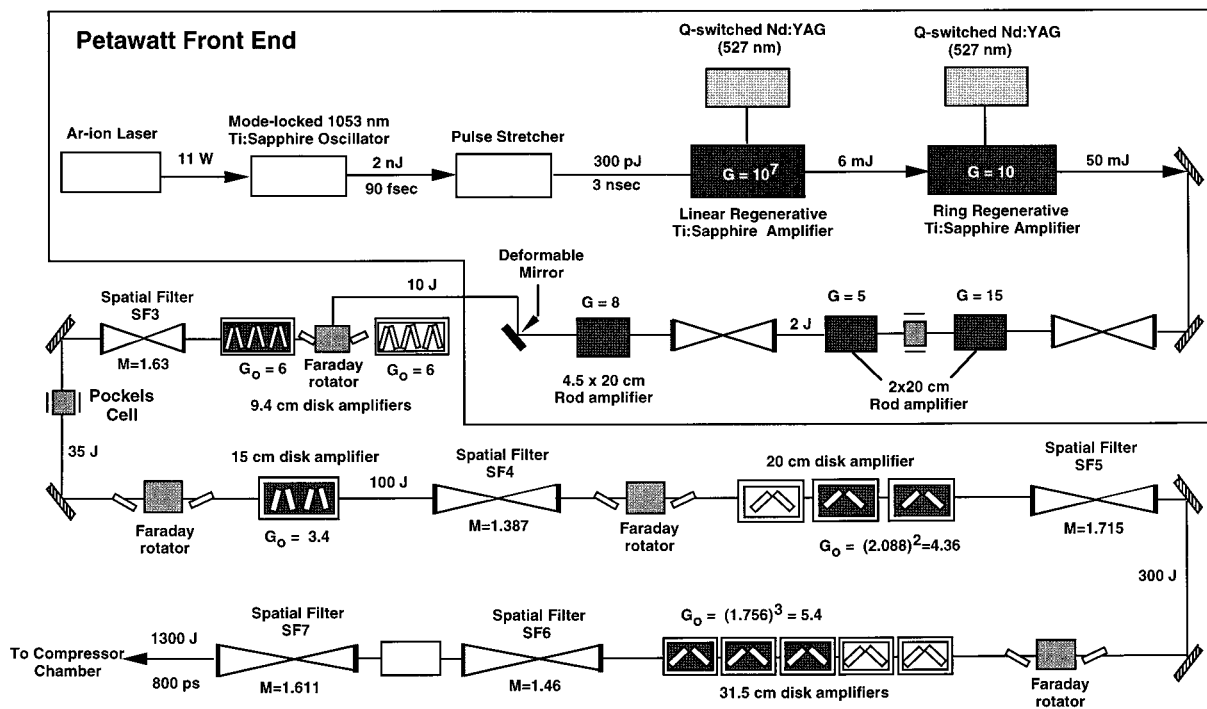 Petawatt Front End
Q-switched Nd:YAG
(527 nm)
Q-switched Nd:YAG
(527 nm)
Ar-ion Laser
Mode-locked 1053 nm
Ti:Sapphire Oscillator
Pulse Stretcher
11 W
2 nJ
90 fsec
300 pJ
3 nsec
G = 10⁷
6 mJ
G = 10
50 mJ
Linear Regenerative
Ti:Sapphire Amplifier
Ring Regenerative
Ti:Sapphire Amplifier
Deformable
Mirror
10 J
Spatial Filter
SF3
G = 8
G = 5
G = 15
2 J
M=1.63
G₀ = 6
Faraday
rotator
G₀ = 6
9.4 cm disk amplifiers
4.5 x 20 cm
Rod amplifier
2x20 cm
Rod amplifier
Pockels
Cell
35 J
15 cm disk amplifier
Spatial Filter
SF4
20 cm disk amplifier
Spatial Filter
SF5
100 J
Faraday
rotator
G₀ = 3.4
M=1.387
Faraday
rotator
G₀ = (2.088)²=4.36
M=1.715
300 J
Spatial Filter
SF7
Spatial Filter
SF6
G₀ = (1.756)³ = 5.4
To Compressor
Chamber
1300 J
800 ps
M=1.611
M=1.46
31.5 cm disk amplifiers
Faraday
rotator